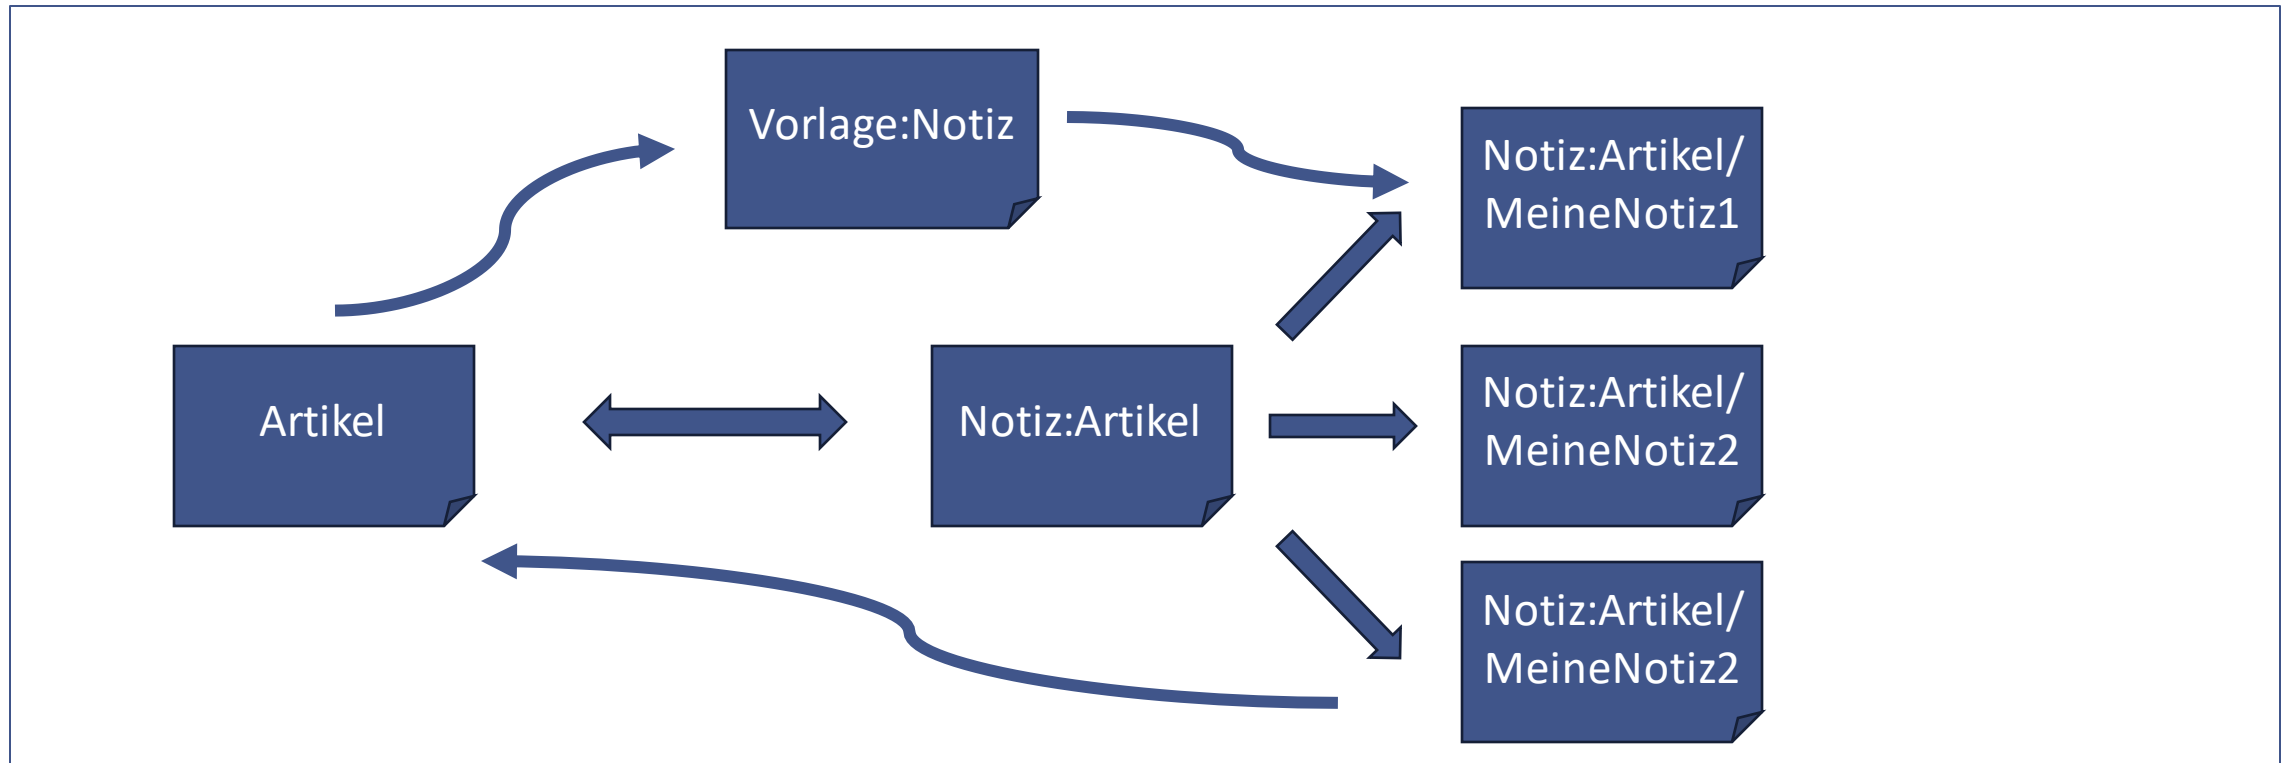 Vorlage:Notiz
Notiz:Artikel/
MeineNotiz1
Artikel
Notiz:Artikel
Notiz:Artikel/
MeineNotiz2
Notiz:Artikel/
MeineNotiz2